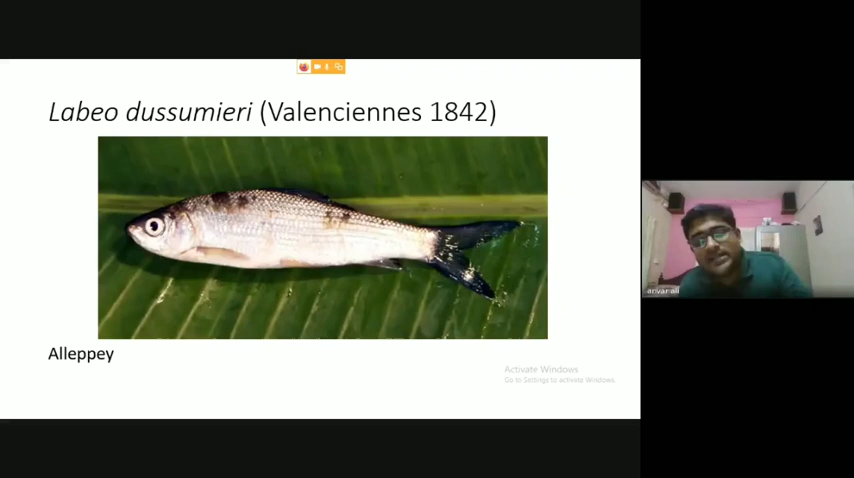 Labeo dussumieri (Valenciennes 1842)
Alleppey
Activate Windows
Go to Settings to activate Windows.
anvar ali